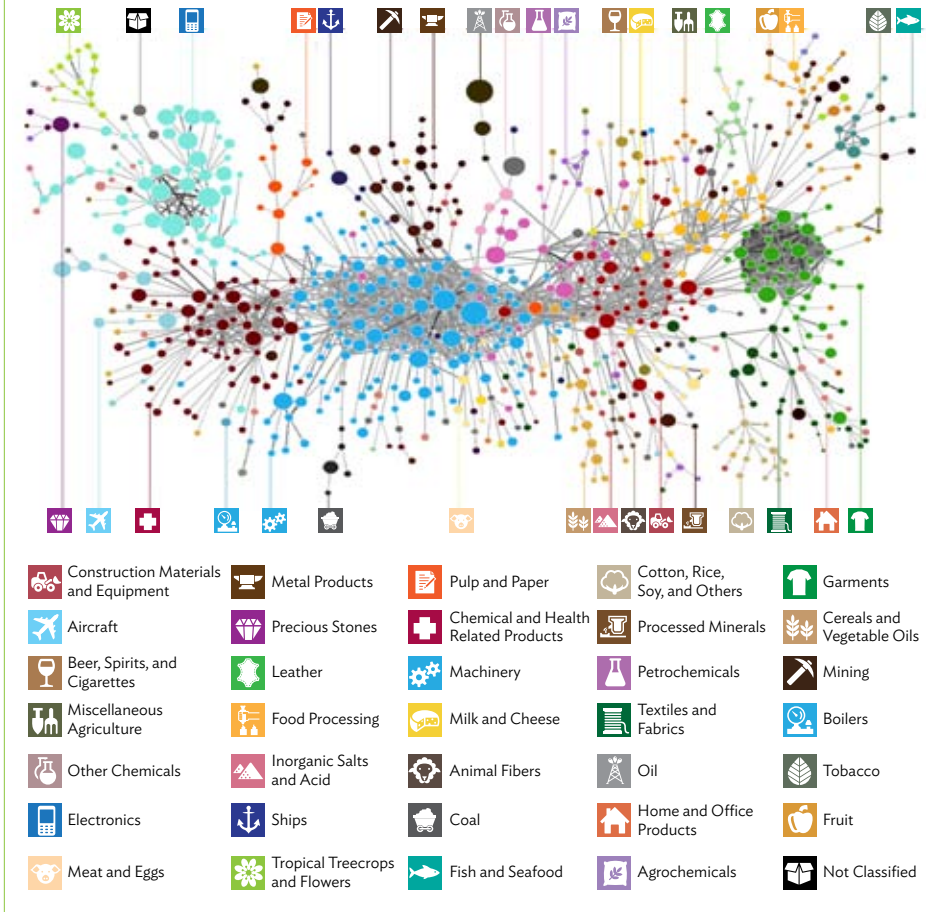 Construction Materials
and Equipment
Metal Products
Pulp and Paper
Cotton, Rice,
Soy, and Others
Garments
Aircraft
Precious Stones
Chemical and Health
Related Products
Processed Minerals
Cereals and
Vegetable Oils
Beer, Spirits, and
Cigarettes
Leather
Machinery
Petrochemicals
Mining
Miscellaneous
Agriculture
Food Processing
Milk and Cheese
Textiles and
Fabrics
Boilers
Other Chemicals
Inorganic Salts
and Acid
Animal Fibers
Oil
Tobacco
Electronics
Ships
Coal
Home and Office
Products
Fruit
Meat and Eggs
Tropical Treecrops
and Flowers
Fish and Seafood
Agrochemicals
Not Classified